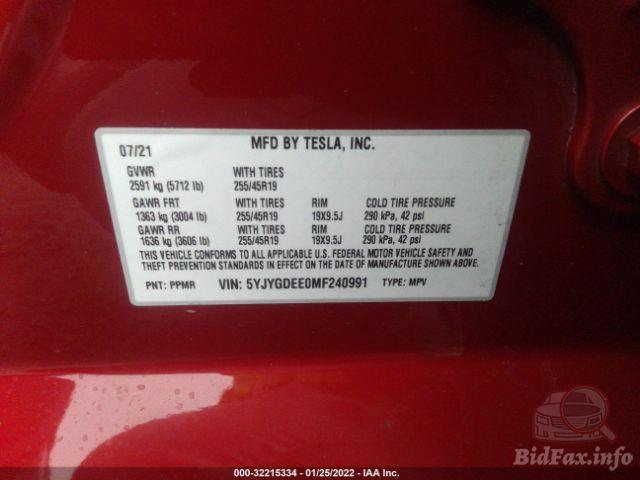 07/21 MFD BY TESLA, INC.
GVWR WITH TIRES
2591 kg (5712 lb) 255/45R19
GAWR FRT WITH TIRES RIM COLD TIRE PRESSURE
1363 kg (3004 lb) 255/45R19 19X9.5J 290 kPa, 42 psi
GAWR RR WITH TIRES RIM COLD TIRE PRESSURE
1636 kg (3606 lb) 255/45R19 19X9.5J 290 kPa, 42 psi
THIS VEHICLE CONFORMS TO ALL APPLICABLE U.S. FEDERAL MOTOR VEHICLE SAFETY AND
THEFT PREVENTION STANDARDS IN EFFECT ON THE DATE OF MANUFACTURE SHOWN ABOVE.
PNT: PPMR VIN: 5YJYGDEE0MF240991 TYPE: MPV
BidFax.info
000-32215334 - 01/25/2022 - IAA Inc.